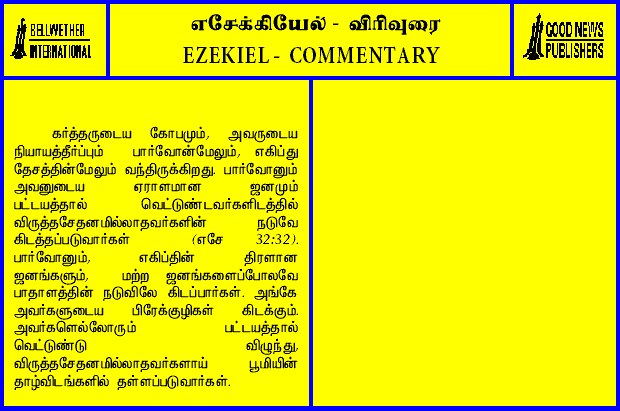 BELLWETHER
INTERNATIONAL
எசேக்கியேல் - விரிவுரை
EZEKIEL - COMMENTARY
GOOD NEWS
PUBLISHERS
கர்த்தருடைய கோபமும், அவருடைய
நியாயத்தீர்ப்பும் பார்வோன்மேலும், எகிப்து
தேசத்தின்மேலும் வந்திருக்கிறது. பார்வோனும்
அவனுடைய ஏராளமான ஜனமும்
பட்டயத்தால் வெட்டுண்டவர்களிடத்தில்
விருத்தசேதனமில்லாதவர்களின் நடுவே
கிடத்தப்படுவார்கள் (எசே 32:32).
பார்வோனும், எகிப்தின் திரளான
ஜனங்களும், மற்ற ஜனங்களைப்போலவே
பாதாளத்தின் நடுவிலே கிடப்பார்கள். அங்கே
அவர்களுடைய பிரேக்குழிகள் கிடக்கும்.
அவர்களெல்லோரும் பட்டயத்தால்
வெட்டுண்டு விழுந்து,
விருத்தசேதனமில்லாதவர்களாய் பூமியின்
தாழ்விடங்களில் தள்ளப்படுவார்கள்.